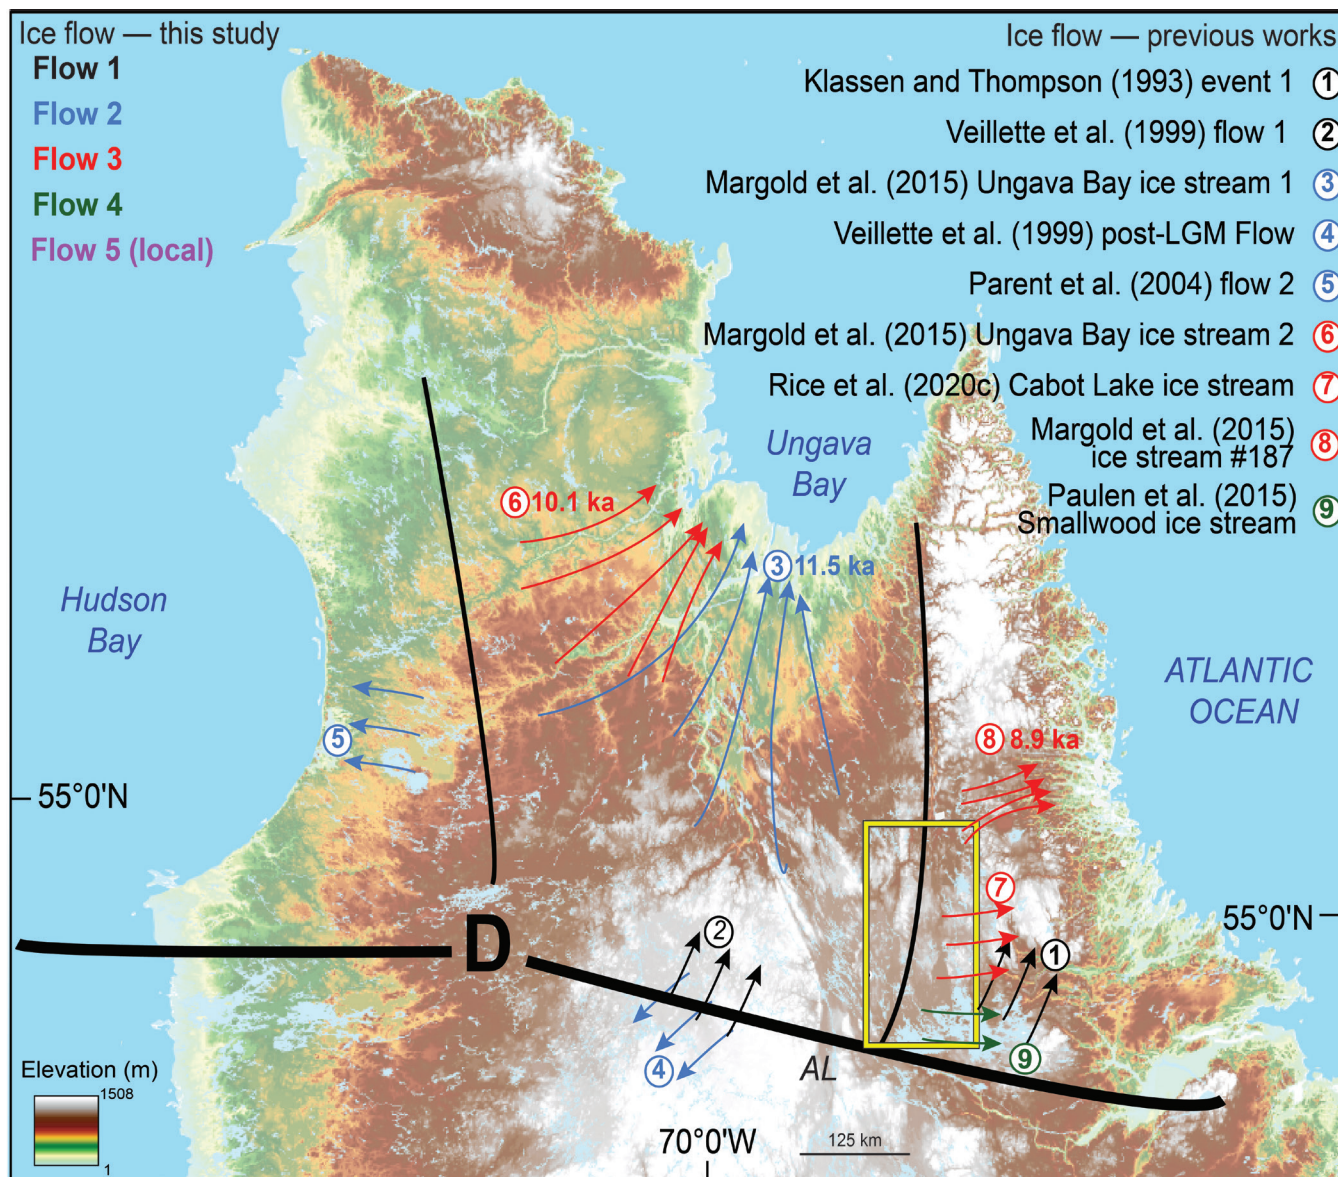 Ice flow — this study
Flow 1
Flow 2
Flow 3
Flow 4
Flow 5 (local)
Ice flow — previous works
Klassen and Thompson (1993) event 1 1
Veillette et al. (1999) flow 1 2
Margold et al. (2015) Ungava Bay ice stream 1 3
Veillette et al. (1999) post-LGM Flow 4
Parent et al. (2004) flow 2 5
Margold et al. (2015) Ungava Bay ice stream 2 6
Rice et al. (2020c) Cabot Lake ice stream 7
Margold et al. (2015)
ice stream #187 8
Paulen et al. (2015)
Smallwood ice stream 9
Ungava
Bay
6 10.1 ka
3 11.5 ka
Hudson
Bay
ATLANTIC
OCEAN
5
8 8.9 ka
55°0'N
7
55°0'N
D
2
1
4
9
AL
Elevation (m)
1508
1
70°0'W
125 km